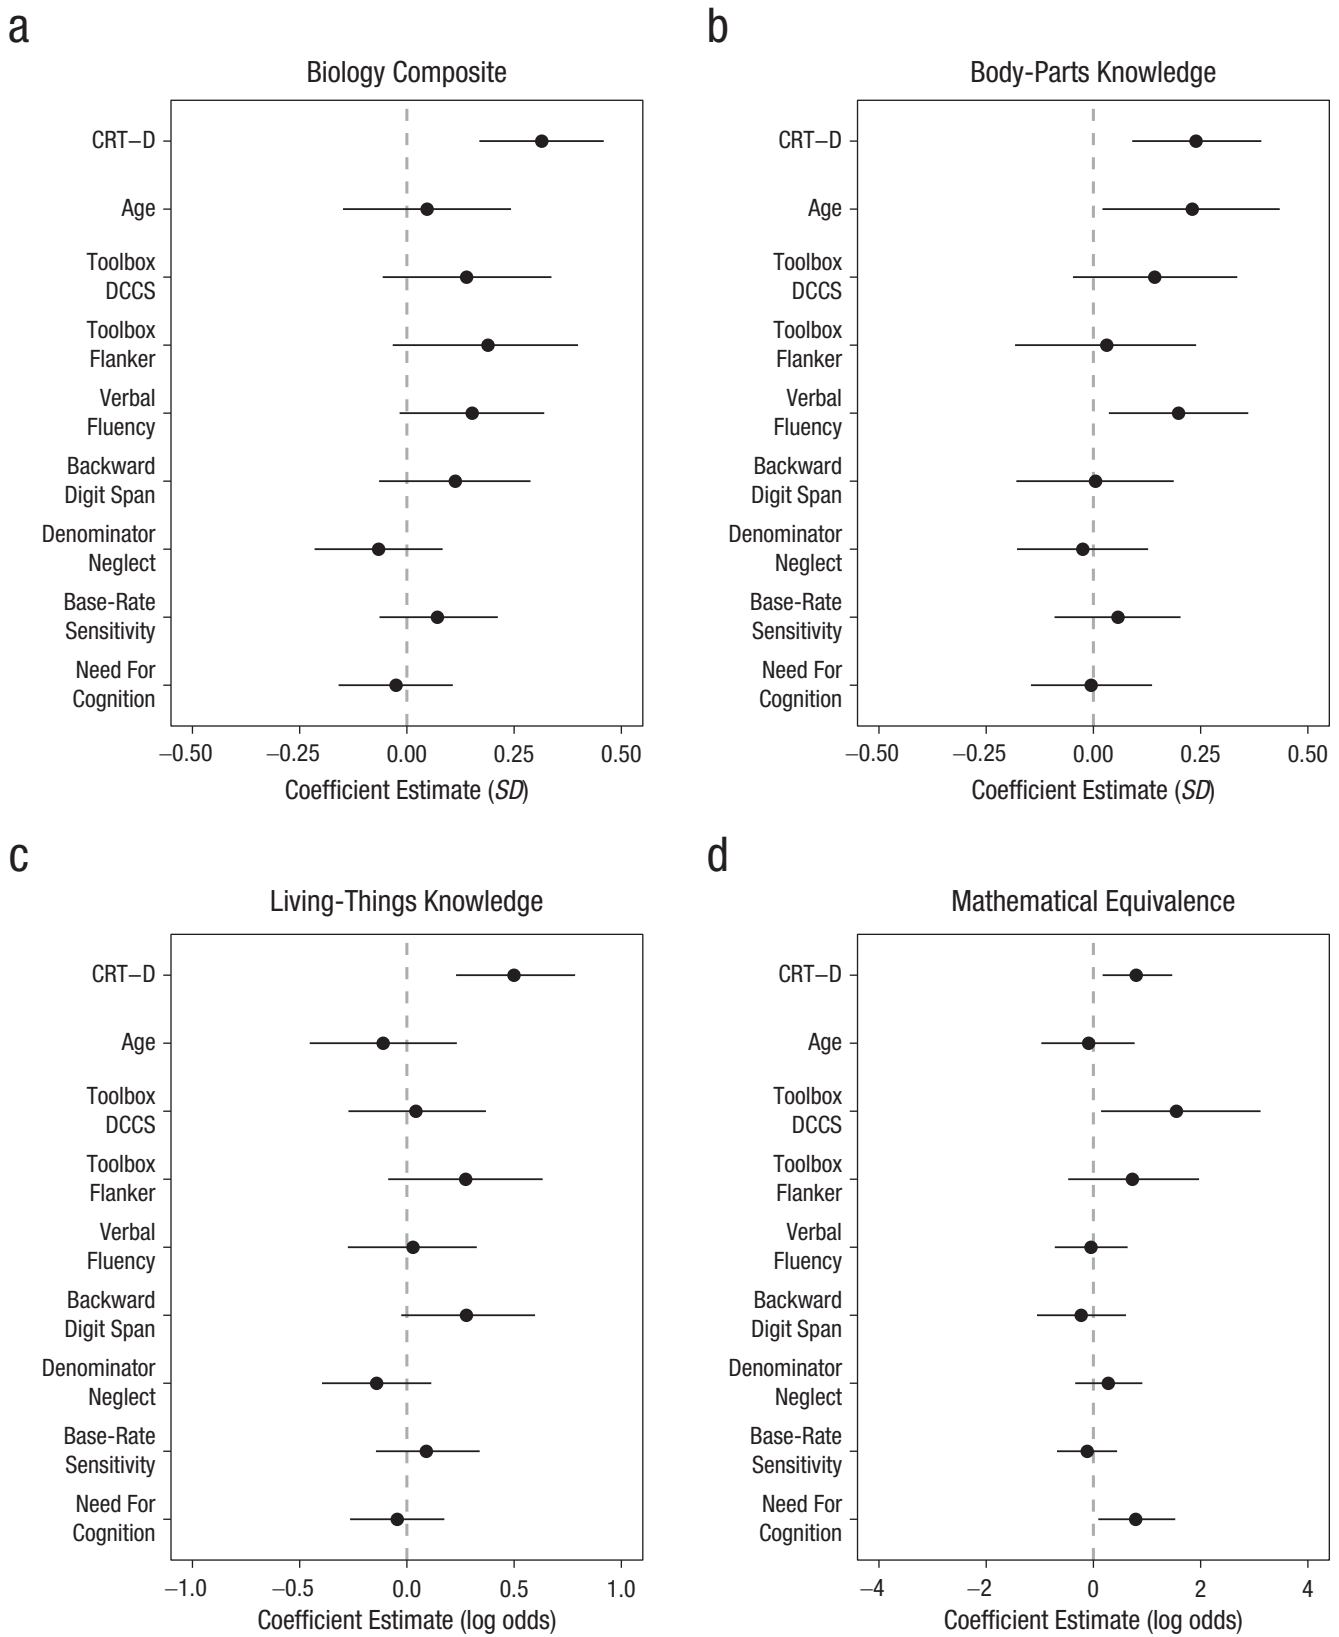 a
Biology Composite
CRT–D
Age
Toolbox
DCCS
Toolbox
Flanker
Verbal
Fluency
Backward
Digit Span
Denominator
Neglect
Base-Rate
Sensitivity
Need For
Cognition
–0.50 –0.25 0.00 0.25 0.50
Coefficient Estimate (SD)
b
Body-Parts Knowledge
CRT–D
Age
Toolbox
DCCS
Toolbox
Flanker
Verbal
Fluency
Backward
Digit Span
Denominator
Neglect
Base-Rate
Sensitivity
Need For
Cognition
–0.50 –0.25 0.00 0.25 0.50
Coefficient Estimate (SD)
c
Living-Things Knowledge
CRT–D
Age
Toolbox
DCCS
Toolbox
Flanker
Verbal
Fluency
Backward
Digit Span
Denominator
Neglect
Base-Rate
Sensitivity
Need For
Cognition
–1.0 –0.5 0.0 0.5 1.0
Coefficient Estimate (log odds)
d
Mathematical Equivalence
CRT–D
Age
Toolbox
DCCS
Toolbox
Flanker
Verbal
Fluency
Backward
Digit Span
Denominator
Neglect
Base-Rate
Sensitivity
Need For
Cognition
–4 –2 0 2 4
Coefficient Estimate (log odds)